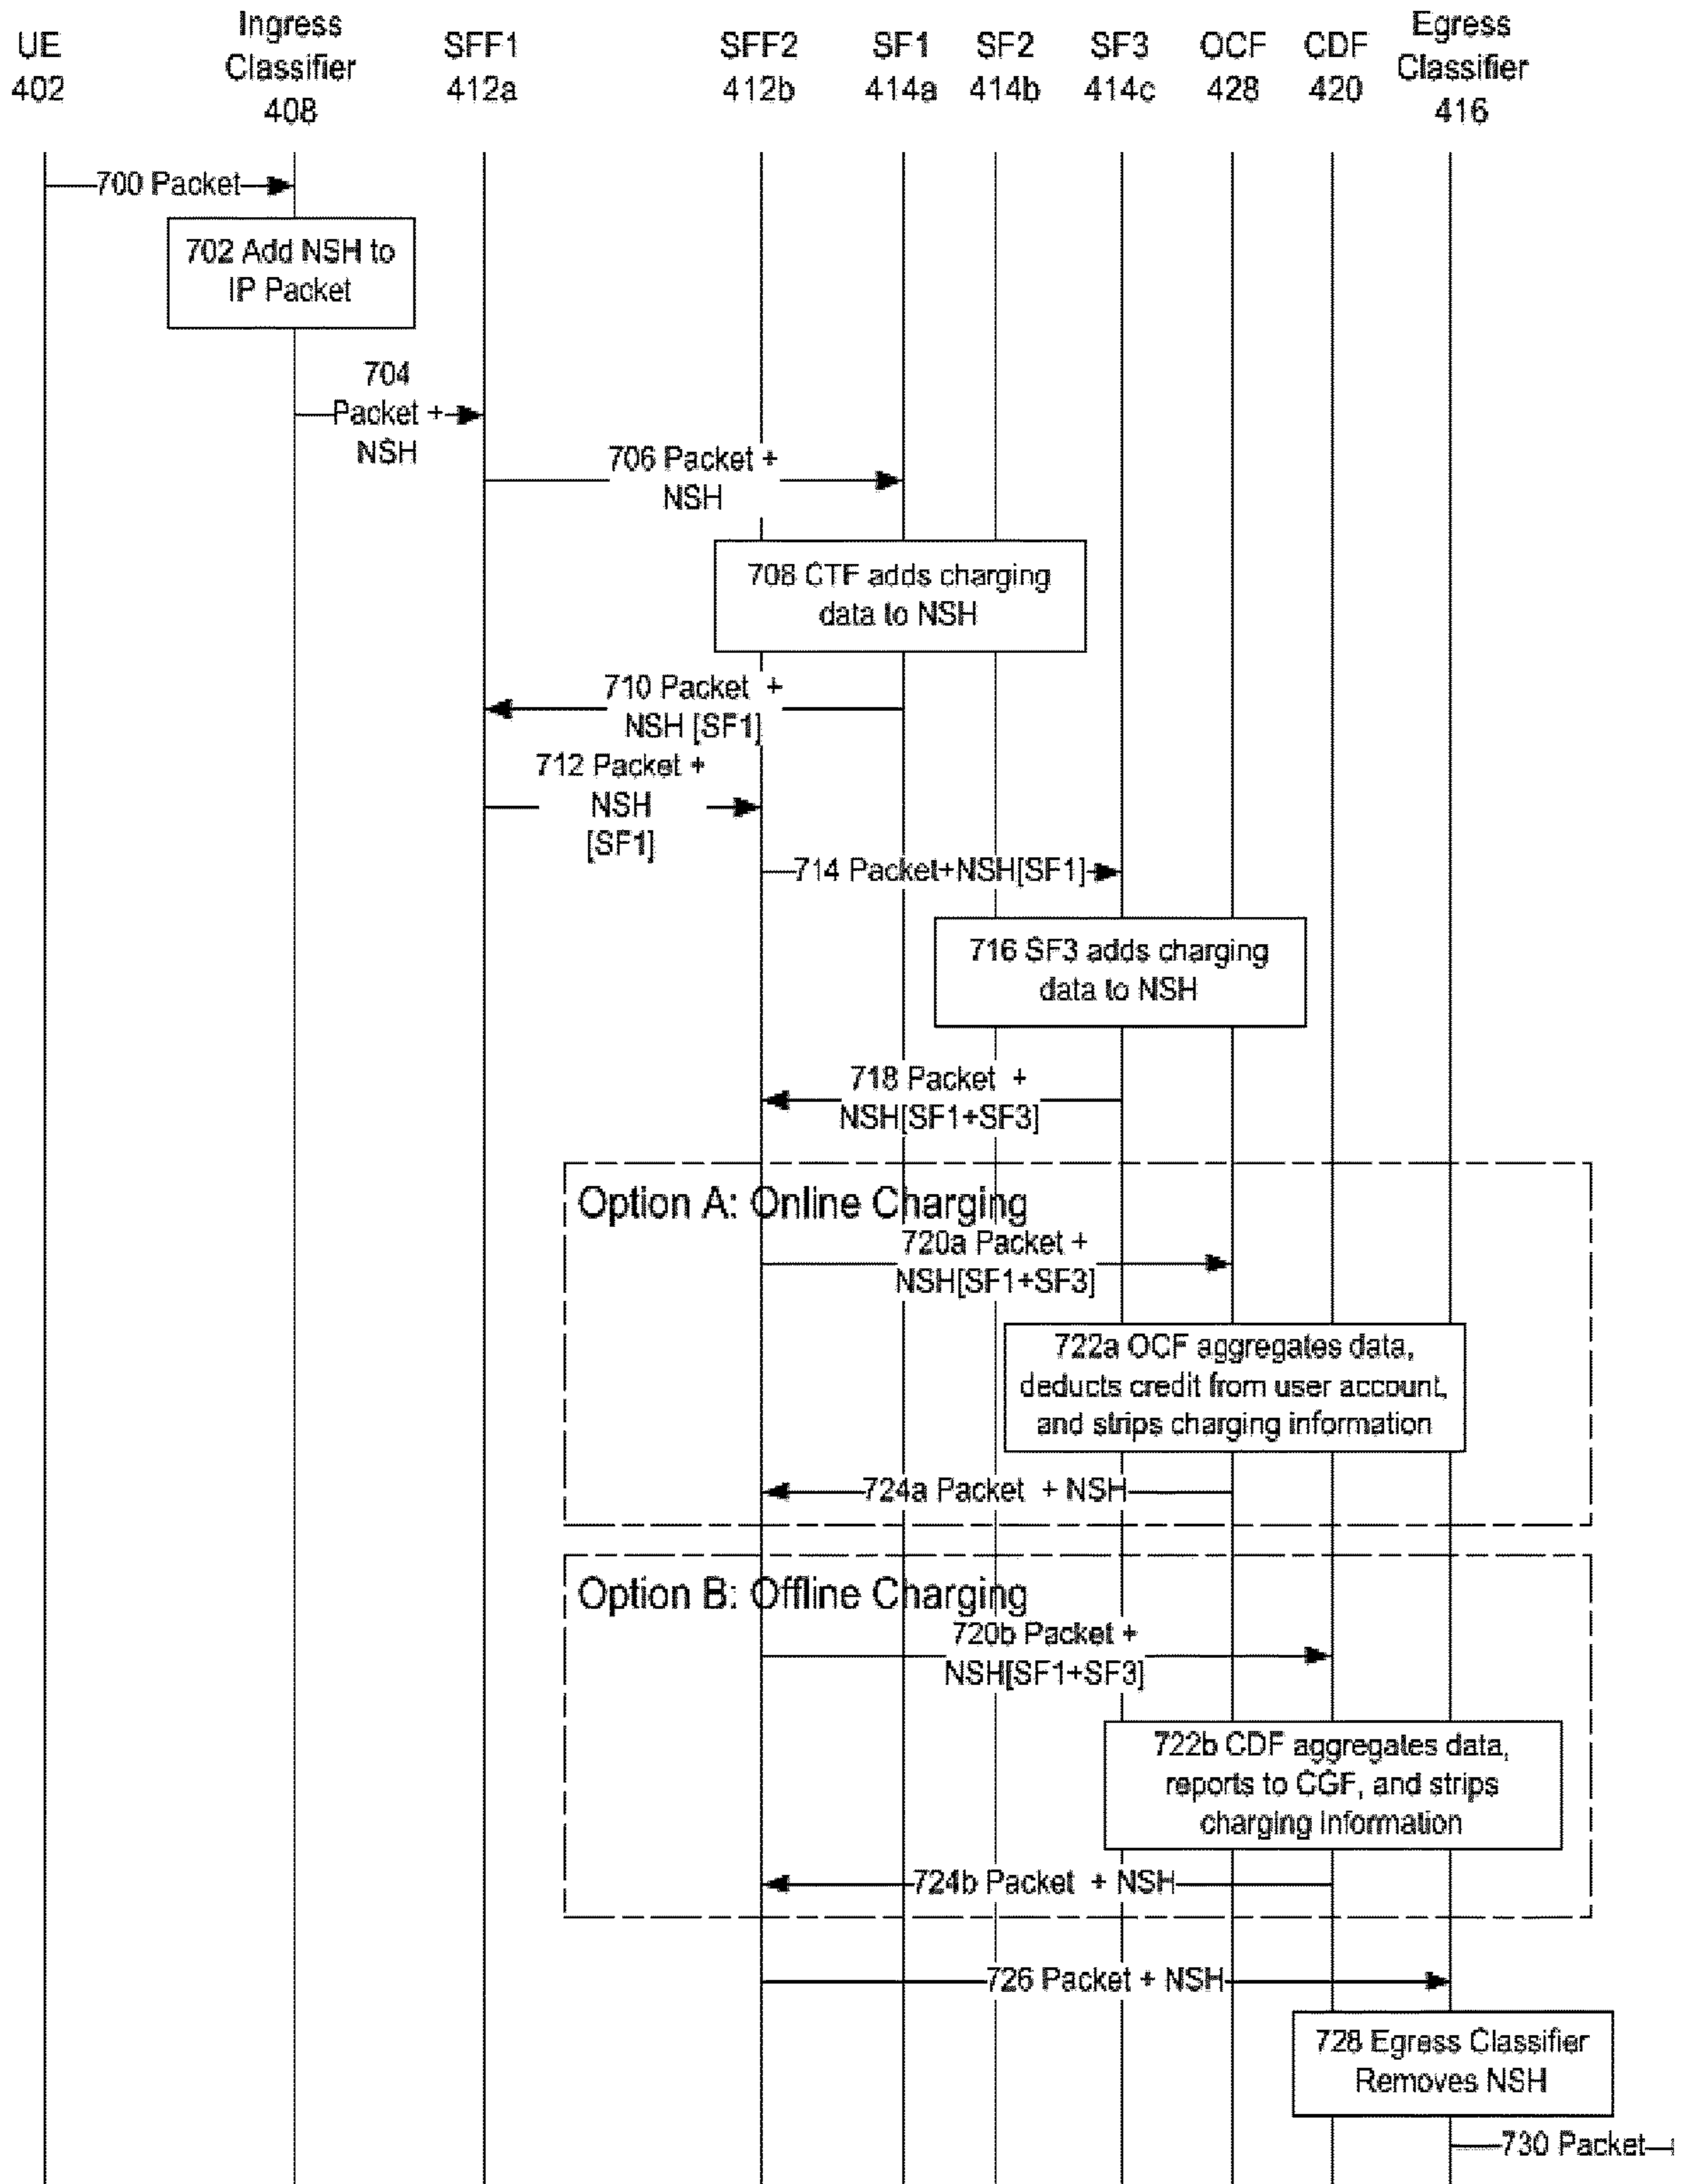 UE
402
Ingress
Classifier
408
SFF1
412a
SFF2
412b
SF1
414a
SF2
414b
SF3
414c
OCF
428
CDF
420
Egress
Classifier
416
700 Packet
702 Add NSH to
IP Packet
704
Packet +
NSH
706 Packet +
NSH
708 CTF adds charging
data to NSH
710 Packet +
NSH [SF1]
712 Packet +
NSH
[SF1]
714 Packet+NSH[SF1]
716 SF3 adds charging
data to NSH
718 Packet +
NSH[SF1+SF3]
Option A: Online Charging
720a Packet +
NSH[SF1+SF3]
722a OCF aggregates data,
deducts credit from user account,
and strips charging information
724a Packet + NSH
Option B: Offline Charging
720b Packet +
NSH[SF1+SF3]
722b CDF aggregates data,
reports to CGF, and strips
charging information
724b Packet + NSH
726 Packet + NSH
728 Egress Classifier
Removes NSH
730 Packet